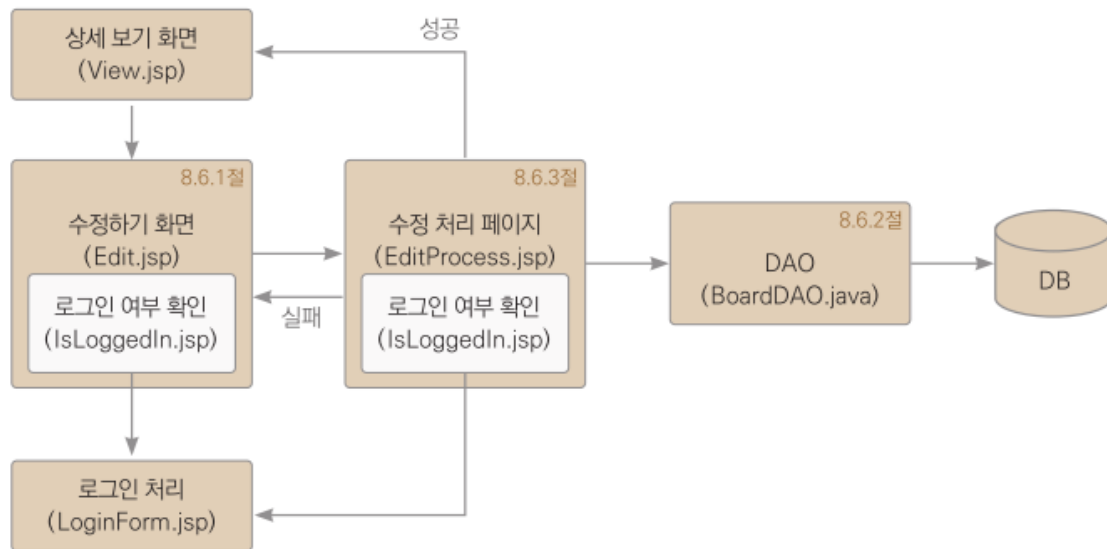 상세 보기 화면
(View.jsp)
성공
8.6.1절
수정하기 화면
(Edit.jsp)
로그인 여부 확인
(IsLoggedIn.jsp)
8.6.3절
수정 처리 페이지
(EditProcess.jsp)
로그인 여부 확인
(IsLoggedIn.jsp)
실패
8.6.2절
DAO
(BoardDAO.java)
DB
로그인 처리
(LoginForm.jsp)